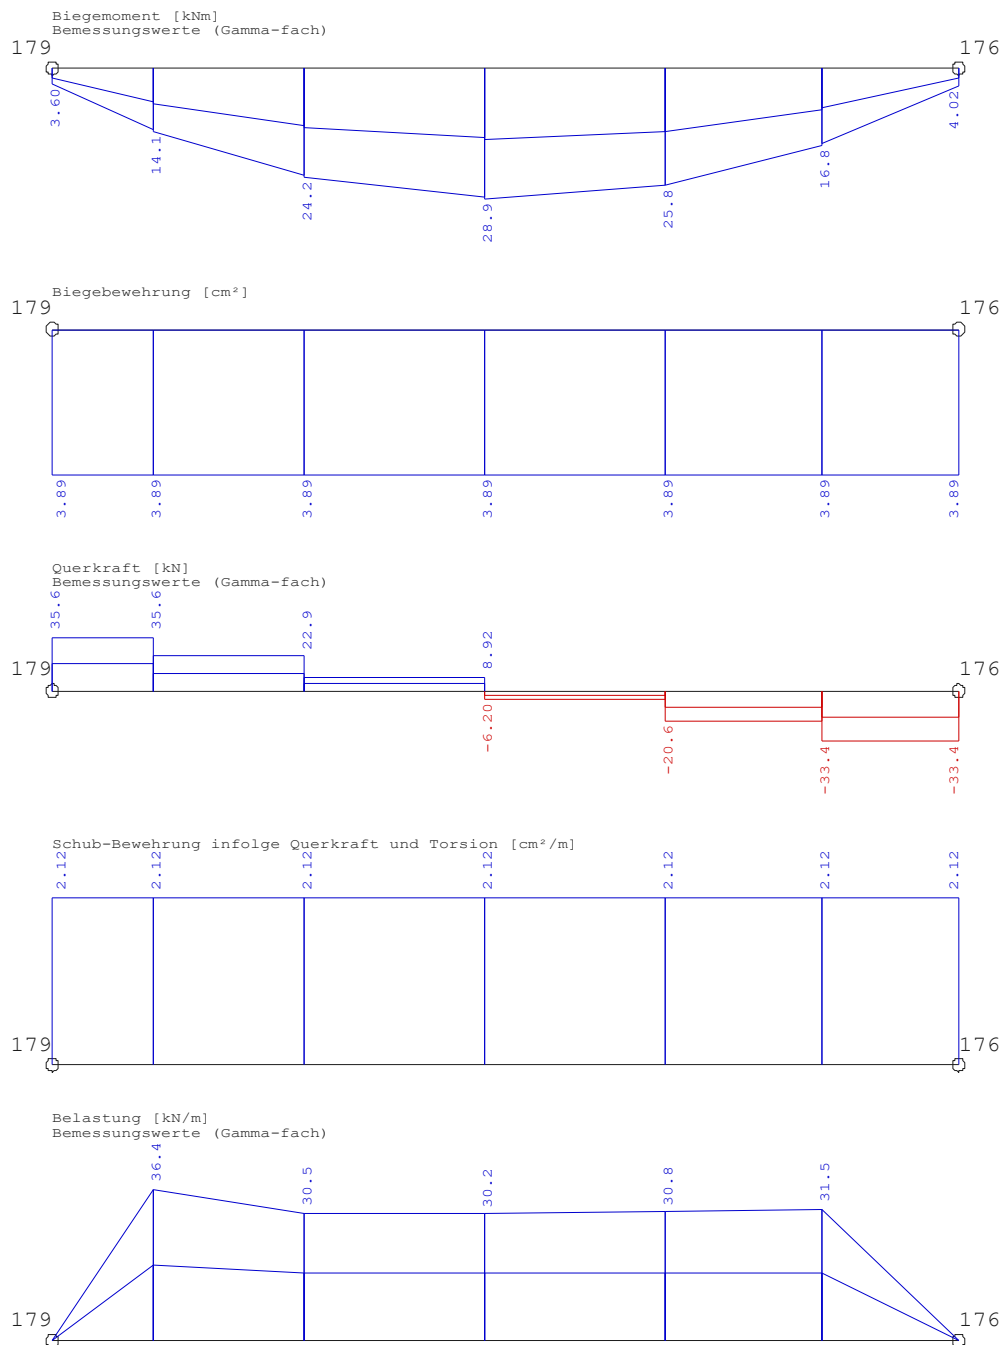 Biegemoment [kNm]
Bemessungswerte (Gamma-fach)
179 176
3.60 14.1 24.2 28.9 25.8 16.8 4.02
Biegebewehrung [cm²]
179 176
3.89 3.89 3.89 3.89 3.89 3.89 3.89
Querkraft [kN]
Bemessungswerte (Gamma-fach)
35.6 35.6 22.9 8.92
179 176
-6.20 -20.6 -33.4 -33.4
Schub-Bewehrung infolge Querkraft und Torsion [cm²/m]
2.12 2.12 2.12 2.12 2.12 2.12 2.12
179 176
Belastung [kN/m]
Bemessungswerte (Gamma-fach)
36.4 30.5 30.2 30.8 31.5
179 176